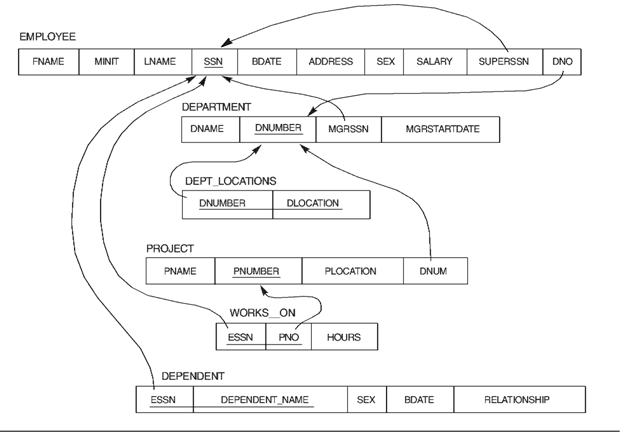 EMPLOYEE
FNAME MINIT LNAME SSN BDATE ADDRESS SEX SALARY SUPERSSN DNO
DEPARTMENT
DNAME DNUMBER MGRSSN MGRSTARTDATE
DEPT_LOCATIONS
DNUMBER DLOCATION
PROJECT
PNAME PNUMBER PLOCATION DNUM
WORKS__ON
ESSN PNO HOURS
DEPENDENT
ESSN DEPENDENT_NAME SEX BDATE RELATIONSHIP